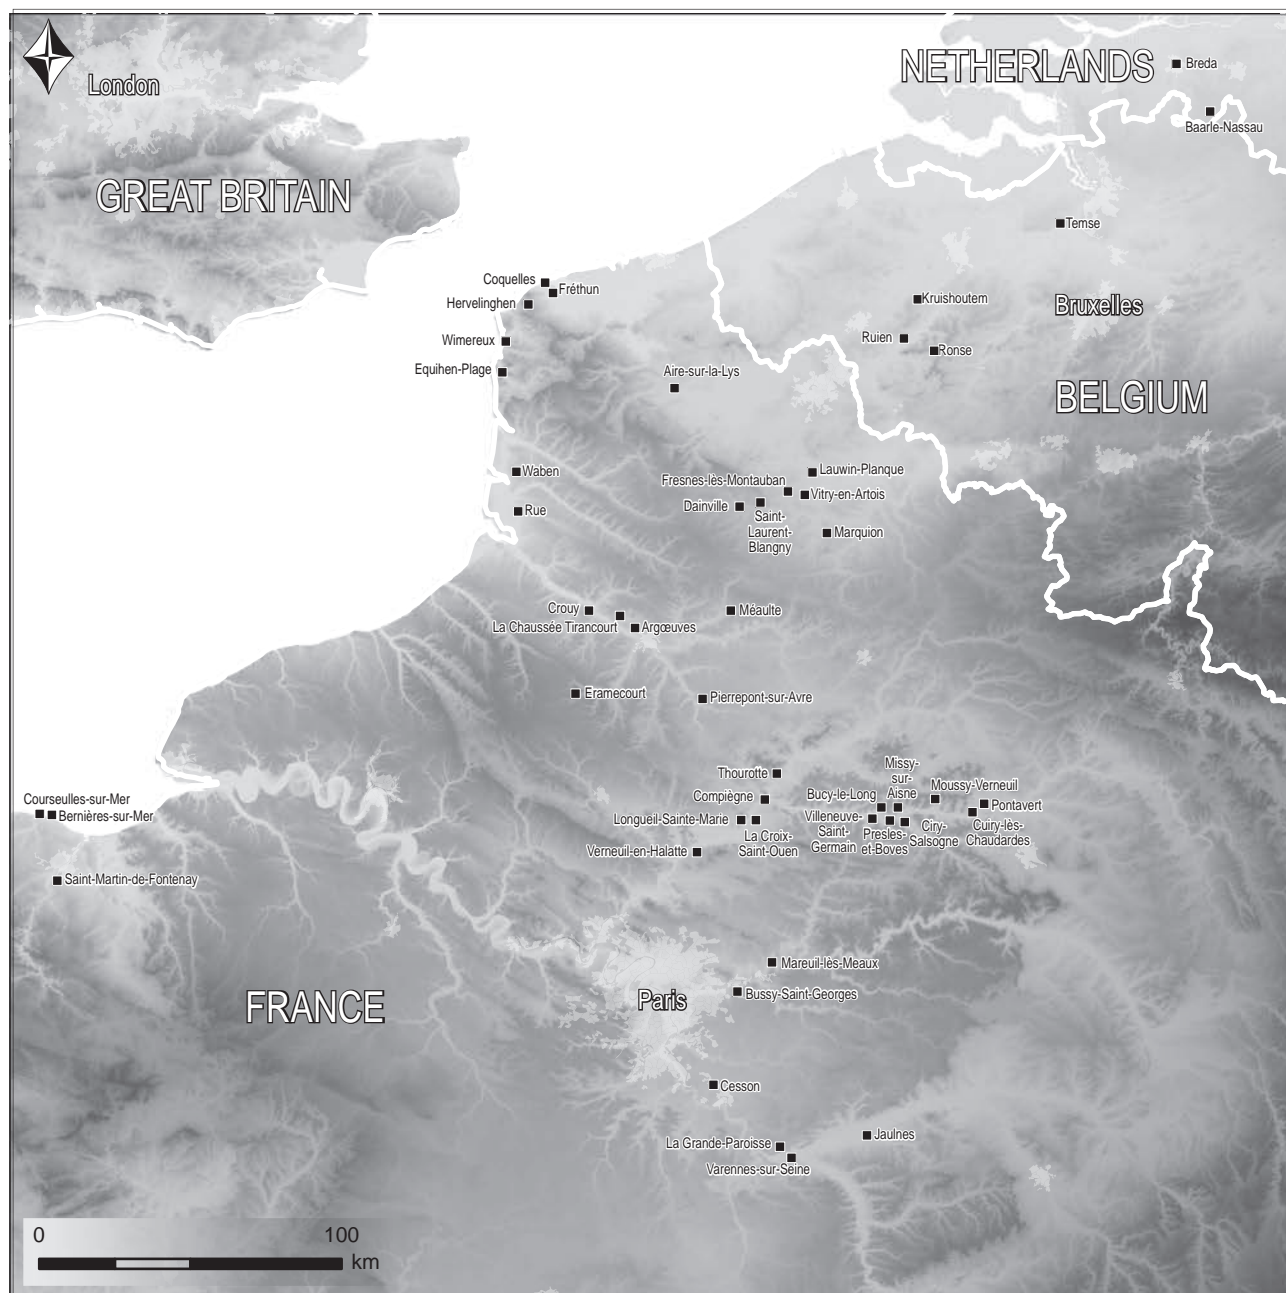 NETHERLANDS
Breda
London
Baarle-Nassau
GREAT BRITAIN
Temse
Coquelles
Fréthun
Hervelinghen
Kruishoutem
Bruxelles
Wimereux
Ruien
Ronse
Equihen-Plage
Aire-sur-la-Lys
BELGIUM
Waben
Lauwin-Planque
Fresnes-lès-Montauban
Vitry-en-Artois
Dainville
Rue
Saint-
Laurent-
Blangny
Marquion
Crouy
Méaulte
La Chaussée Tirancourt
Argœuves
Eramecourt
Pierrepont-sur-Avre
Thourotte
Missy-
sur-
Aisne
Moussy-Verneuil
Compiègne
Bucy-le-Long
Pontavert
Courseulles-sur-Mer
Bernières-sur-Mer
Longueil-Sainte-Marie
La Croix-
Saint-Ouen
Villeneuve-
Saint-
Germain
Presles-
et-Boves
Ciry-
Salsogne
Cuiry-lès-
Chaudardes
Verneuil-en-Halatte
Saint-Martin-de-Fontenay
Mareuil-lès-Meaux
Bussy-Saint-Georges
Paris
FRANCE
Cesson
La Grande-Paroisse
Jaulnes
Varennes-sur-Seine
0 100
km